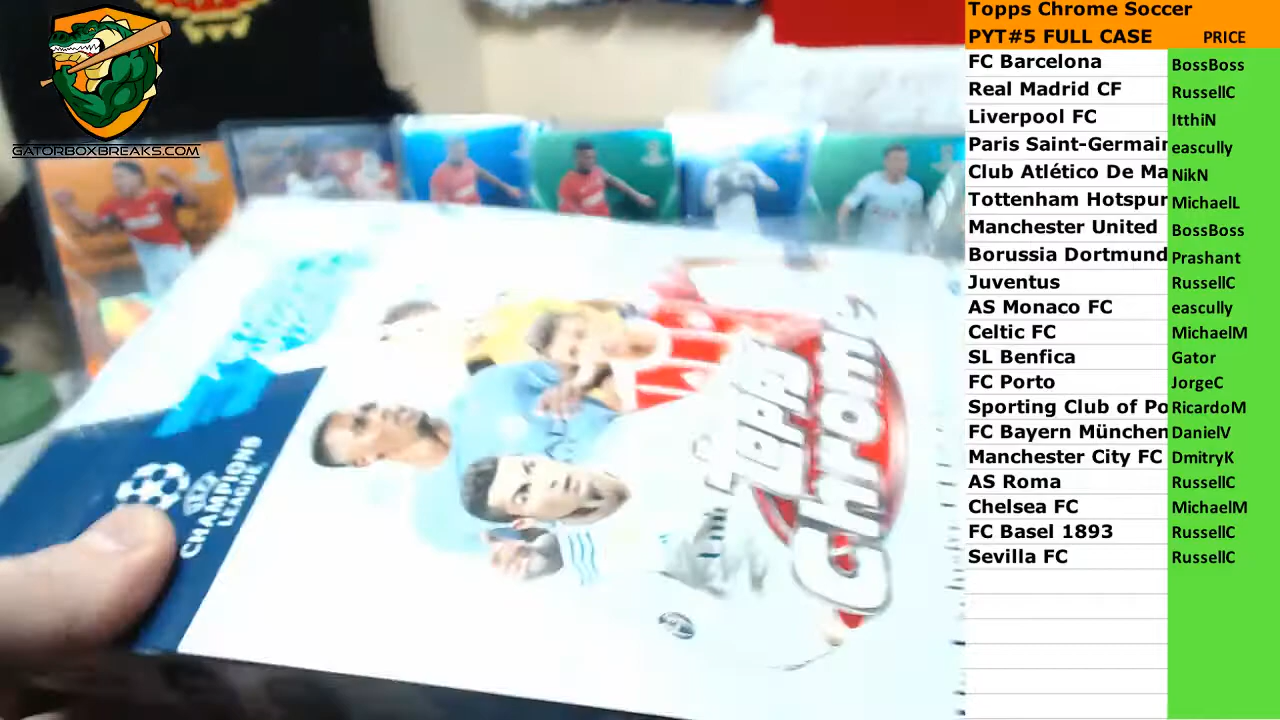 GATORBOXBREAKS.COM
UEFA
CHAMPIONS
LEAGUE
Topps
Chrome
Topps Chrome Soccer
PYT#5 FULL CASE PRICE
FC Barcelona BossBoss
Real Madrid CF RussellC
Liverpool FC ItthiN
Paris Saint-Germain eascully
Club Atlético De Ma NikN
Tottenham Hotspur MichaelL
Manchester United BossBoss
Borussia Dortmund Prashant
Juventus RussellC
AS Monaco FC eascully
Celtic FC MichaelM
SL Benfica Gator
FC Porto JorgeC
Sporting Club of Po RicardoM
FC Bayern München DanielV
Manchester City FC DmitryK
AS Roma RussellC
Chelsea FC MichaelM
FC Basel 1893 RussellC
Sevilla FC RussellC